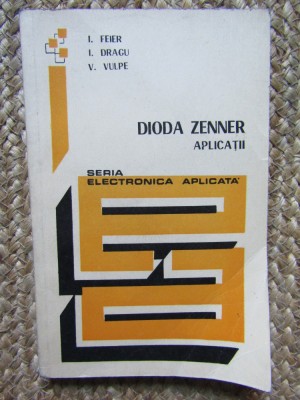 I. FEIER
I. DRAGU
V. VULPE
DIODA ZENNER
APLICAȚII
SERIA
ELECTRONICA APLICATĂ